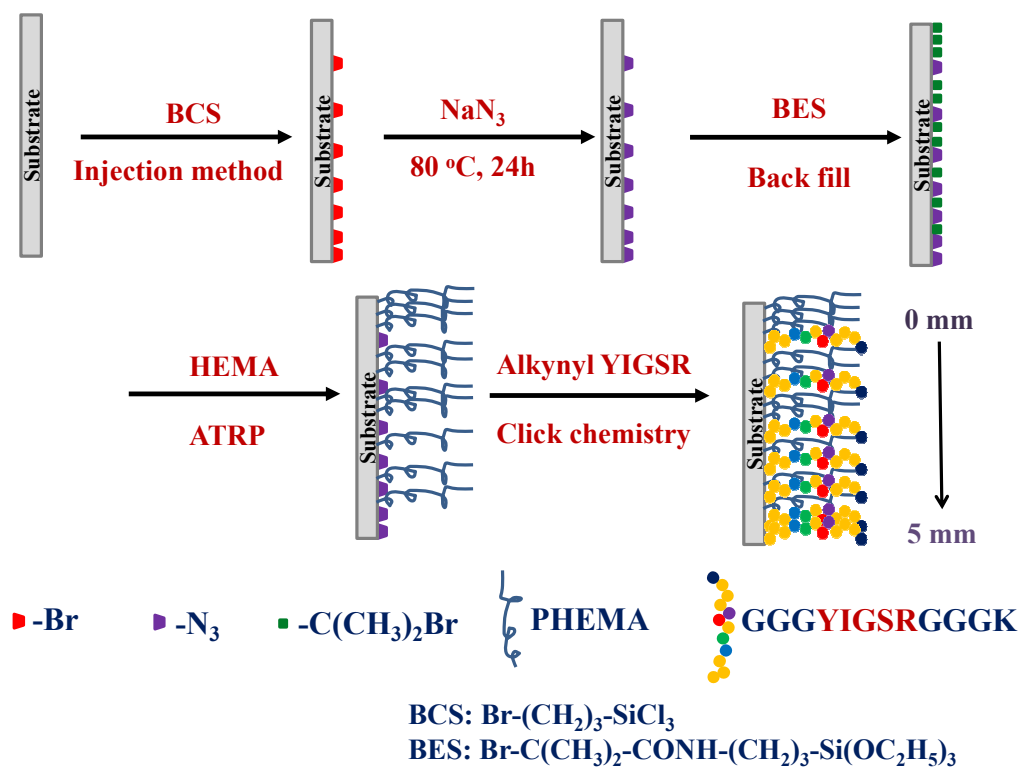 Substrate
BCS
Injection method
Substrate
NaN₃
80 °C, 24h
Substrate
BES
Back fill
Substrate
HEMA
ATRP
Substrate
Alkynyl YIGSR
Click chemistry
Substrate
0 mm
5 mm
-Br
-N₃
-C(CH₃)₂Br
PHEMA
GGGYIGSRGGGK
BCS: Br-(CH₂)₃-SiCl₃
BES: Br-C(CH₃)₂-CONH-(CH₂)₃-Si(OC₂H₅)₃